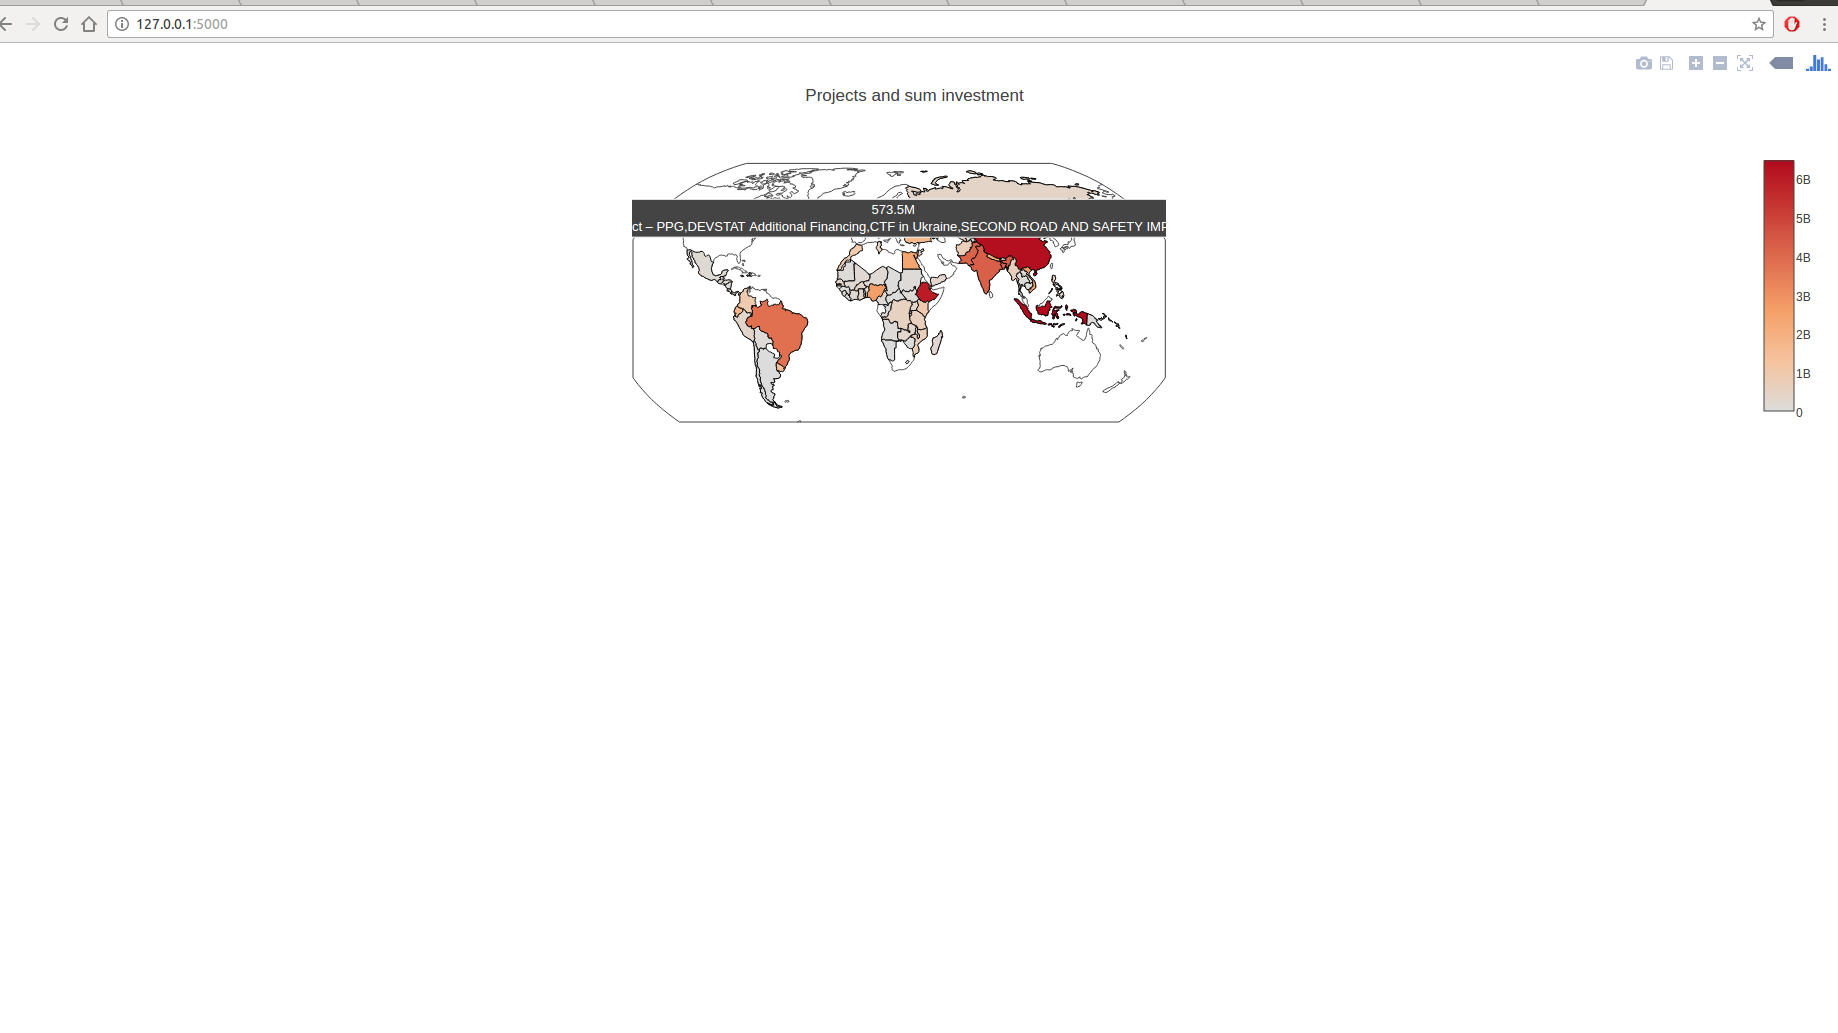 127.0.0.1:5000
Projects and sum investment
573.5M
ct – PPG,DEVSTAT Additional Financing,CTF in Ukraine,SECOND ROAD AND SAFETY IMP
6B
5B
4B
3B
2B
1B
0